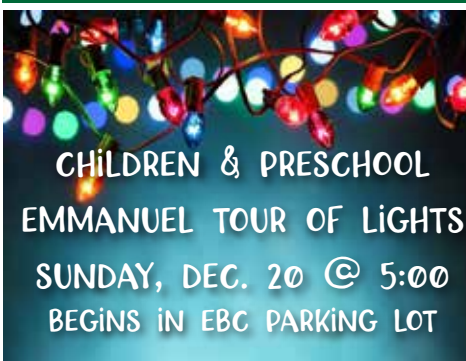 CHiLDREN & PRESCHOOL
EMMANUEL TOUR OF LiGHTS
SUNDAY, DEC. 20 @ 5:00
BEGiNS iN EBC PARKiNG LOT